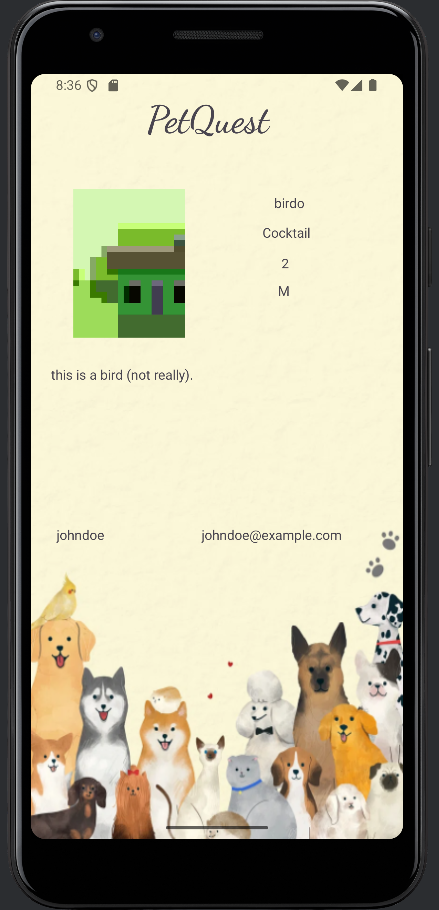 8:36
PetQuest
birdo
Cocktail
2
M
this is a bird (not really).
johndoe
johndoe@example.com